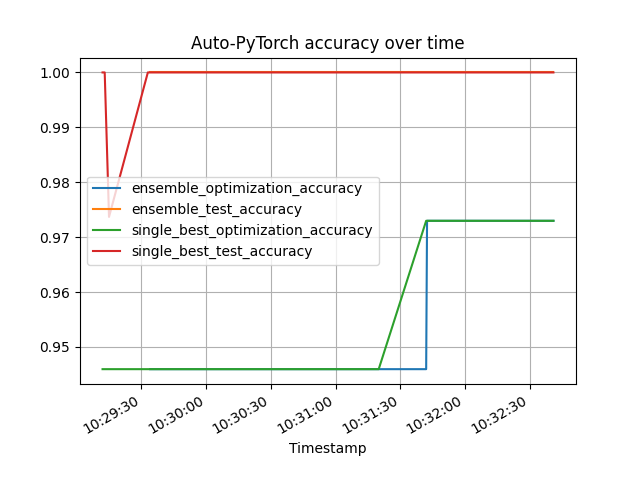 Auto-PyTorch accuracy over time
1.00
0.99
0.98
0.97
0.96
0.95
ensemble_optimization_accuracy
ensemble_test_accuracy
single_best_optimization_accuracy
single_best_test_accuracy
10:29:30
10:30:00
10:30:30
10:31:00
10:31:30
10:32:00
10:32:30
Timestamp